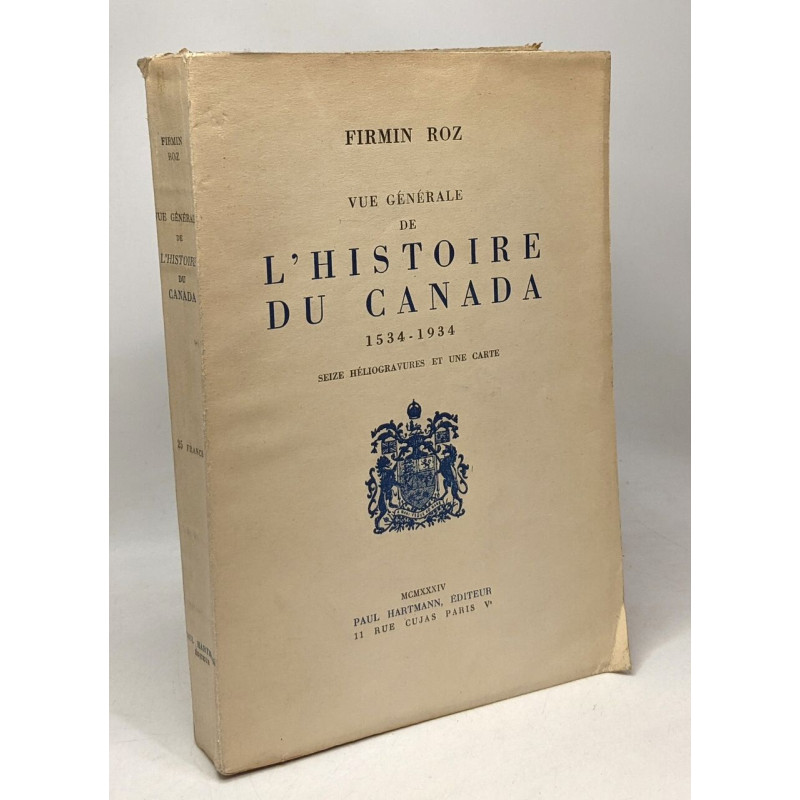 FIRMIN ROZ
VUE GÉNÉRALE
DE
L'HISTOIRE
DU CANADA
1534-1934
SEIZE HÉLIOGRAVURES ET UNE CARTE
MCMXXXIV
PAUL HARTMANN, ÉDITEUR
11 RUE CUJAS PARIS Vᵉ
FIRMIN
ROZ
VUE GÉNÉRALE
DE
L'HISTOIRE
DU
CANADA
25 FRANCS